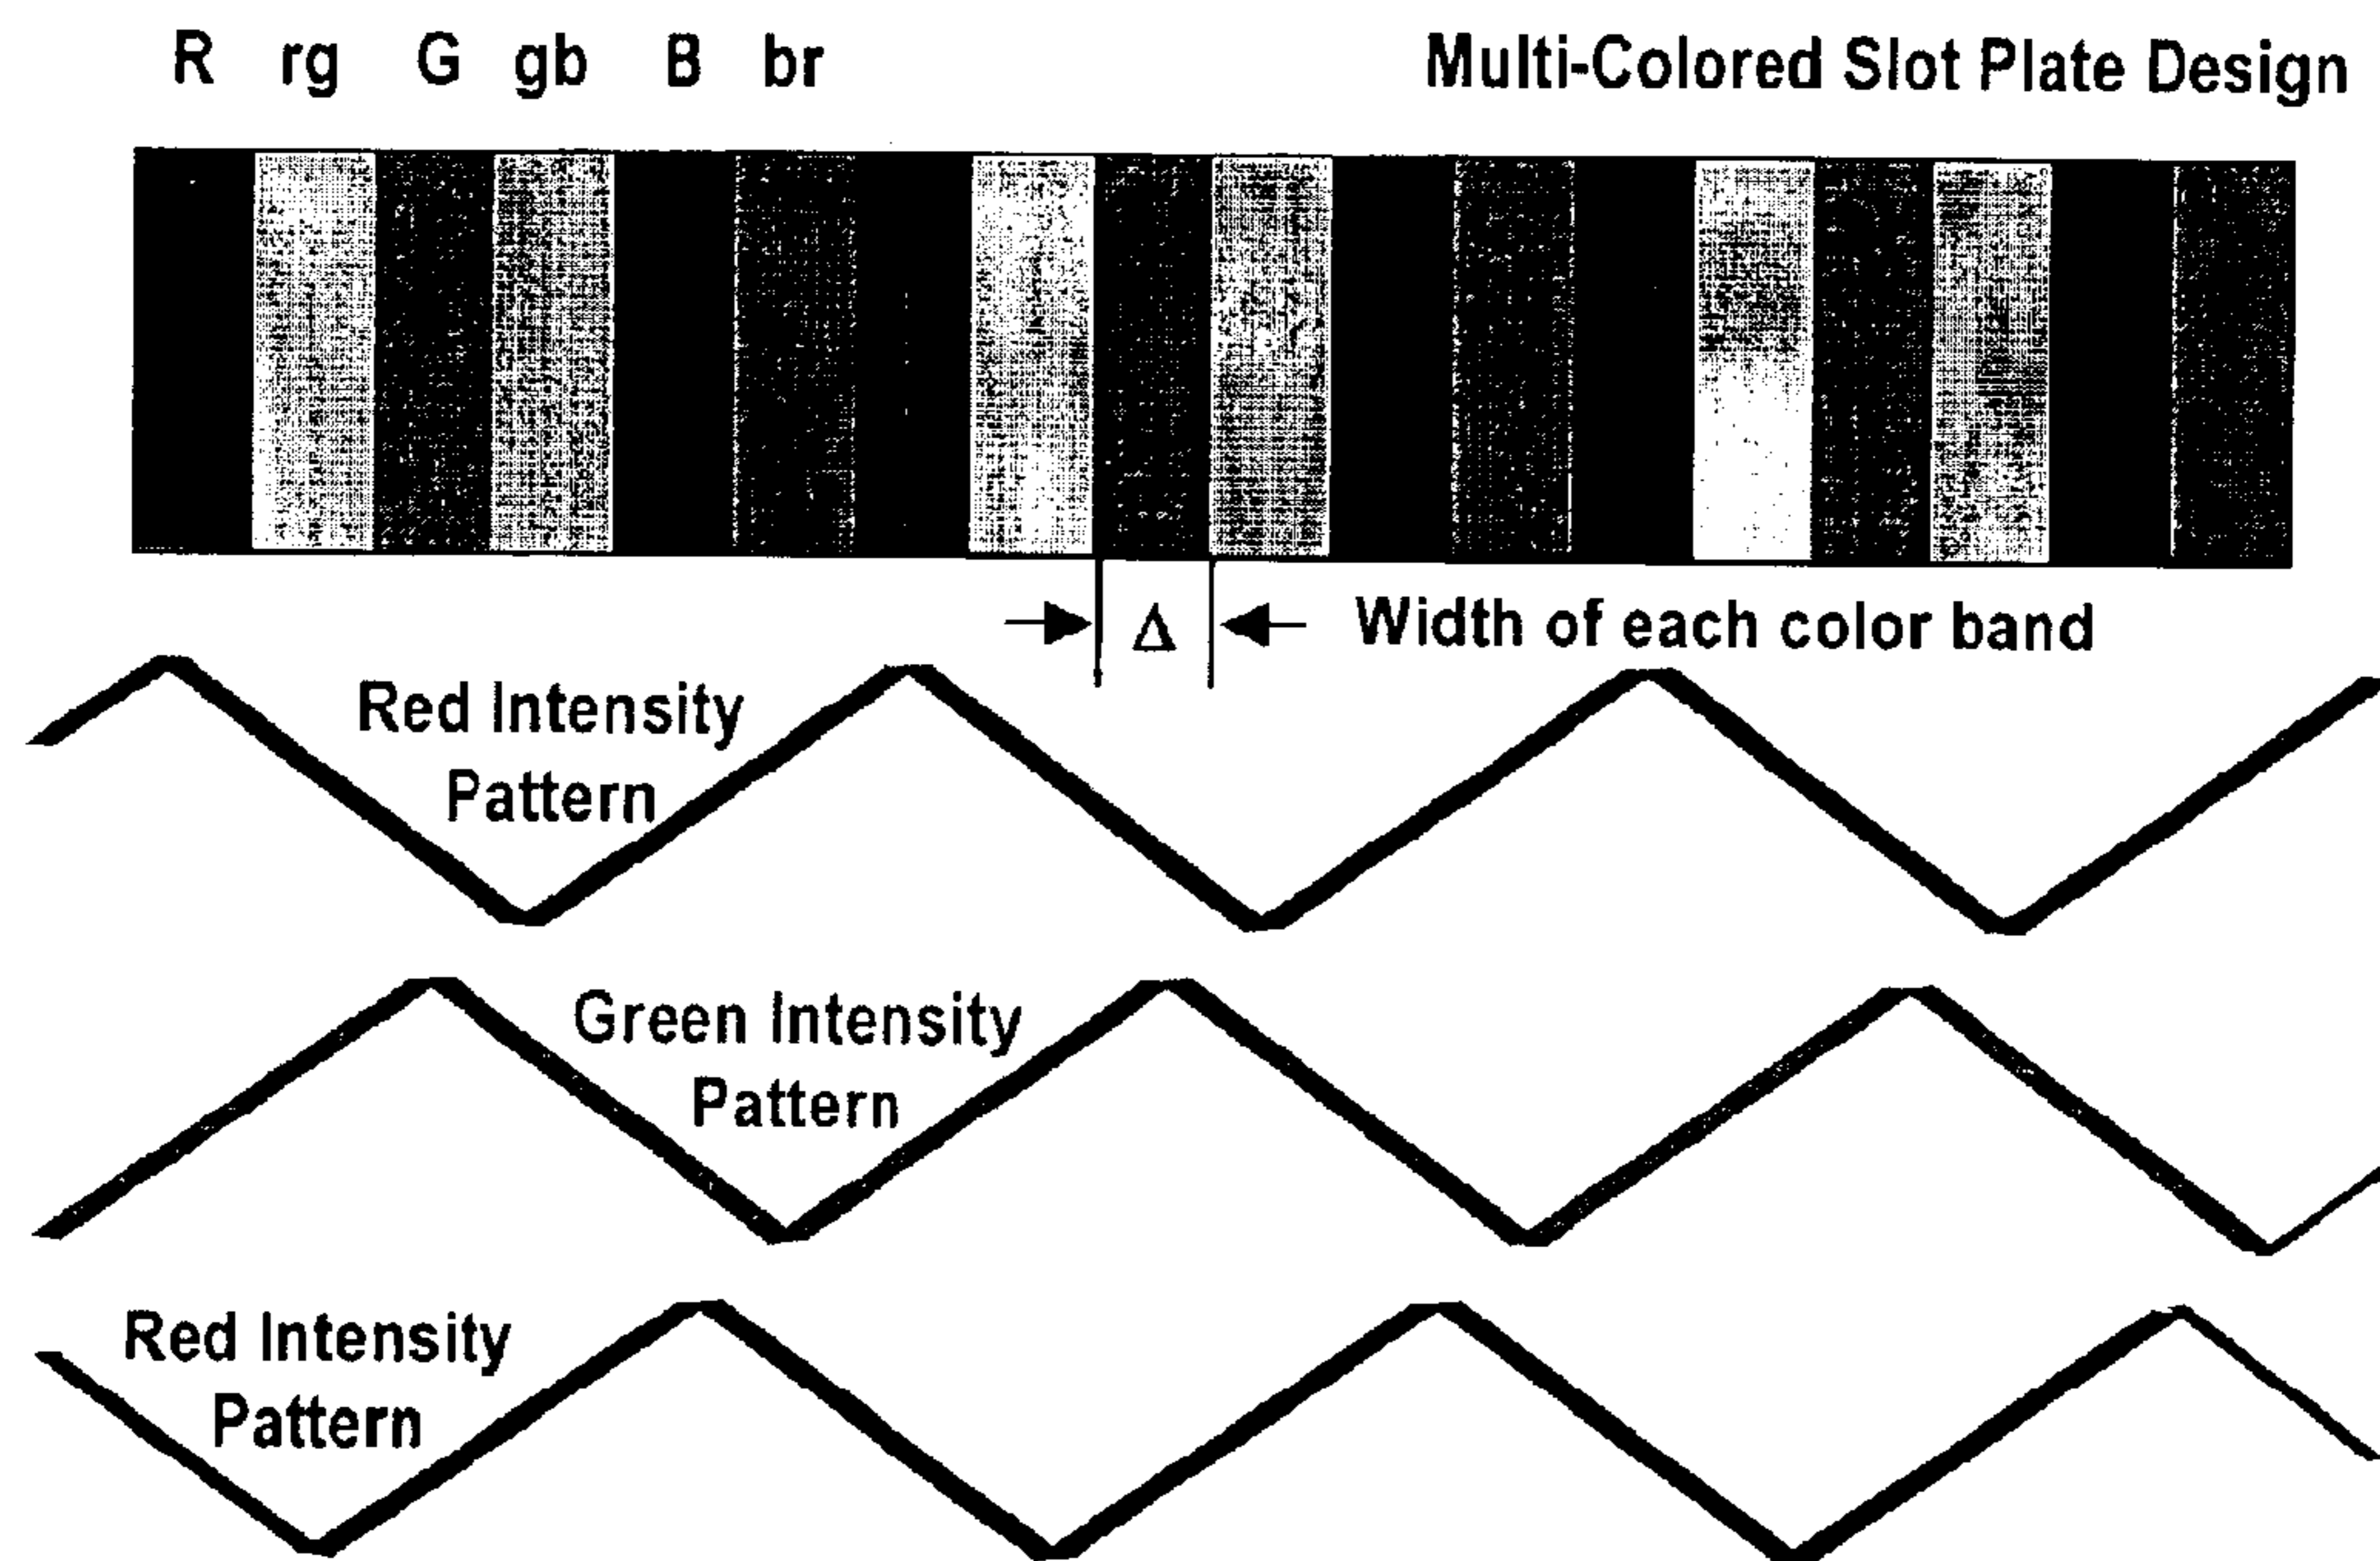 R rg G gb B br
Multi-Colored Slot Plate Design
Δ
Width of each color band
Red Intensity
Pattern
Green Intensity
Pattern
Red Intensity
Pattern